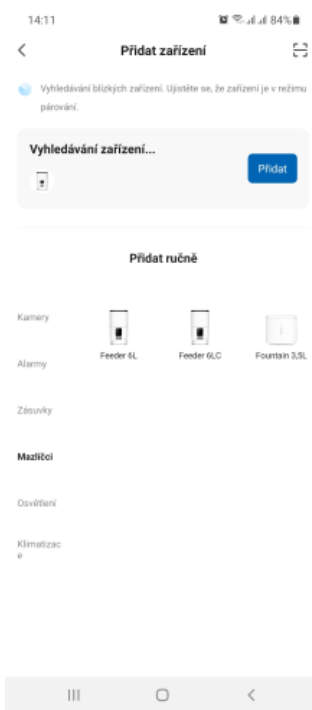 14:11
84%
Přidat zařízení
Vyhledávání blízkých zařízení. Ujistěte se, že zařízení je v režimu
párování.
Vyhledávání zařízení...
Přidat
Přidat ručně
Kamery
Feeder 6L
Feeder 6LC
Fountain 3,5L
Alarmy
Zásuvky
Mazlíčci
Osvětlení
Klimatizac
e